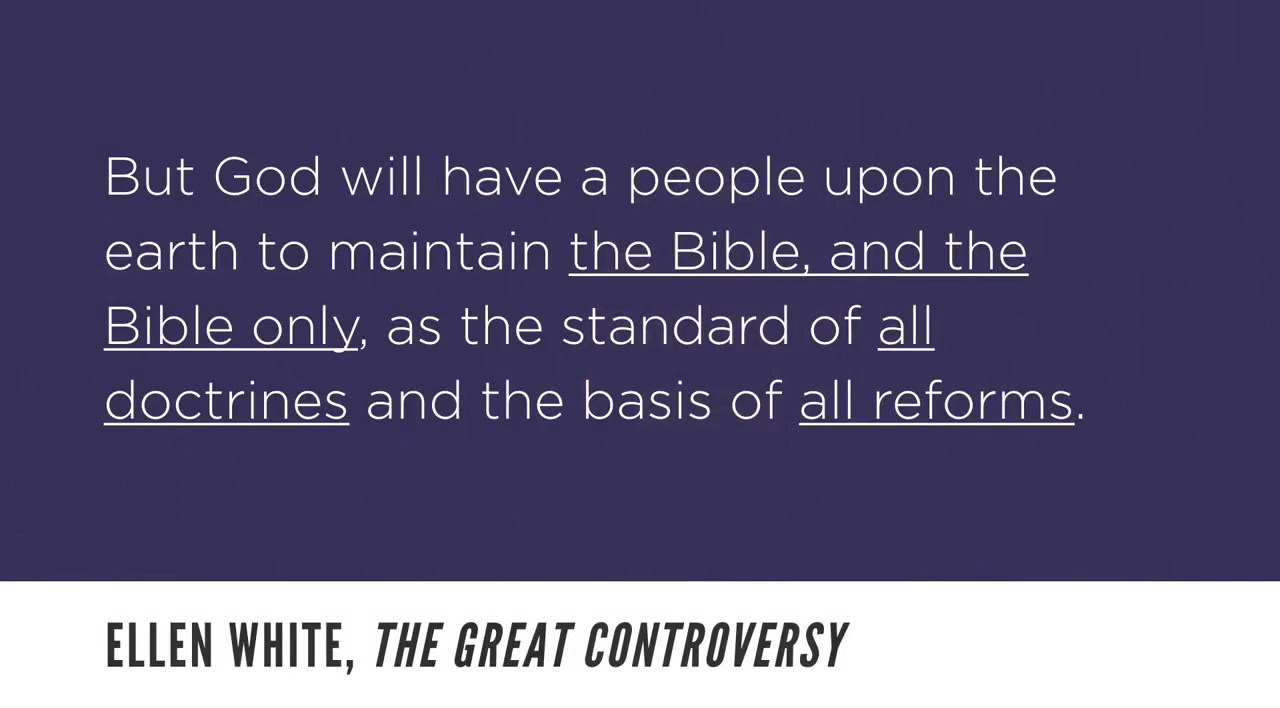 But God will have a people upon the
earth to maintain the Bible, and the
Bible only, as the standard of all
doctrines and the basis of all reforms.
ELLEN WHITE, THE GREAT CONTROVERSY